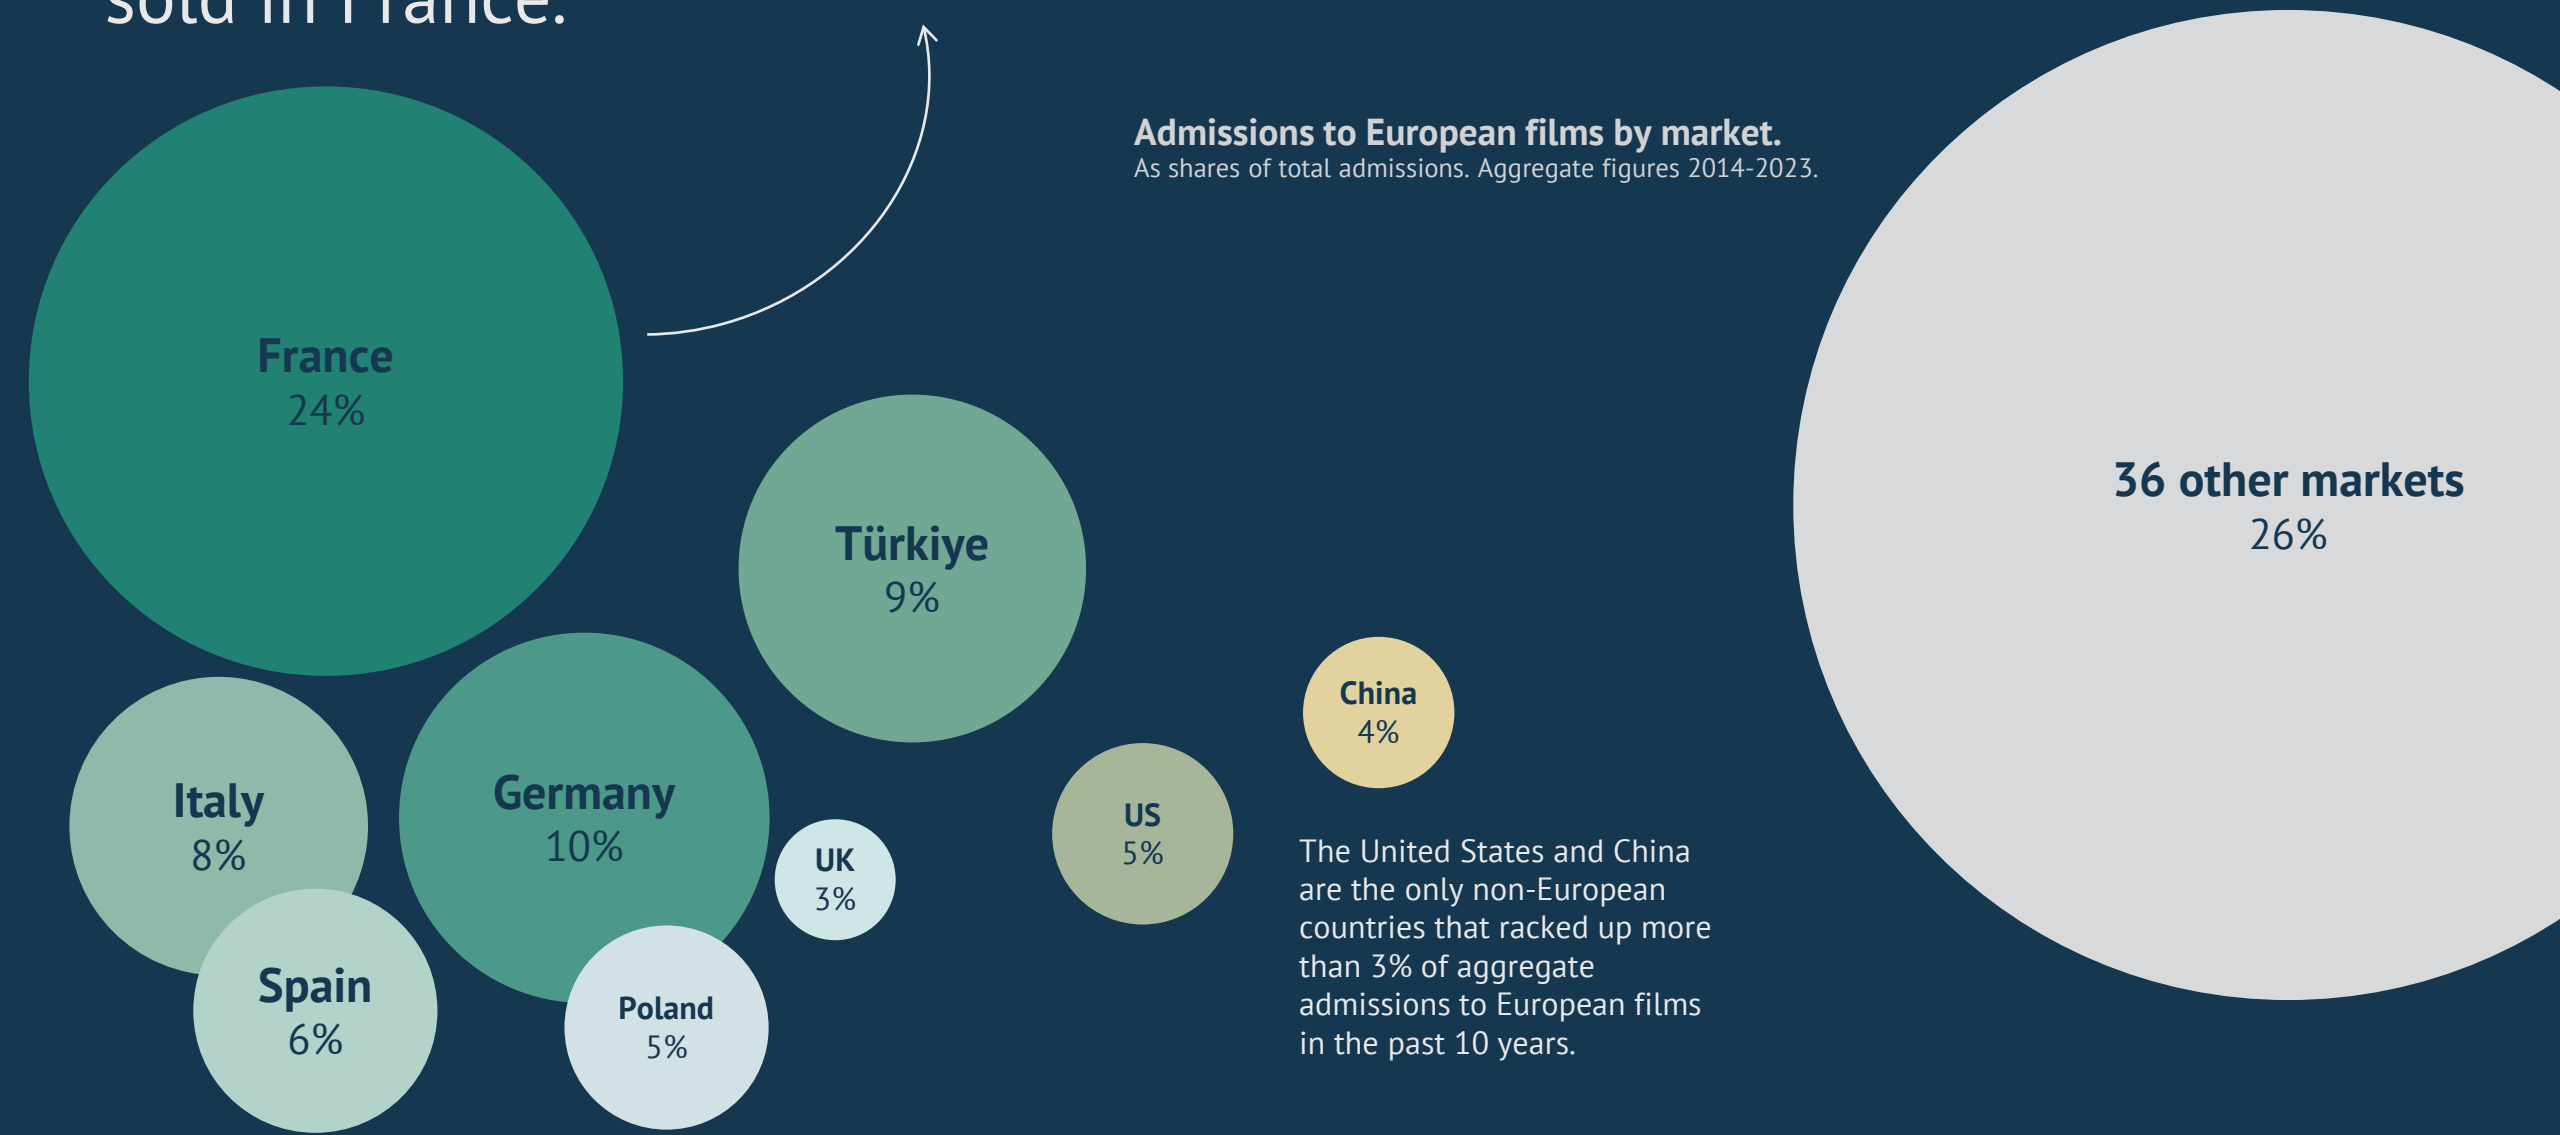 sold in France.
Admissions to European films by market.
As shares of total admissions. Aggregate figures 2014-2023.
France
24%
36 other markets
26%
Türkiye
9%
China
4%
Italy
8%
Germany
10%
US
5%
UK
3%
The United States and China
are the only non-European
countries that racked up more
than 3% of aggregate
admissions to European films
in the past 10 years.
Spain
6%
Poland
5%